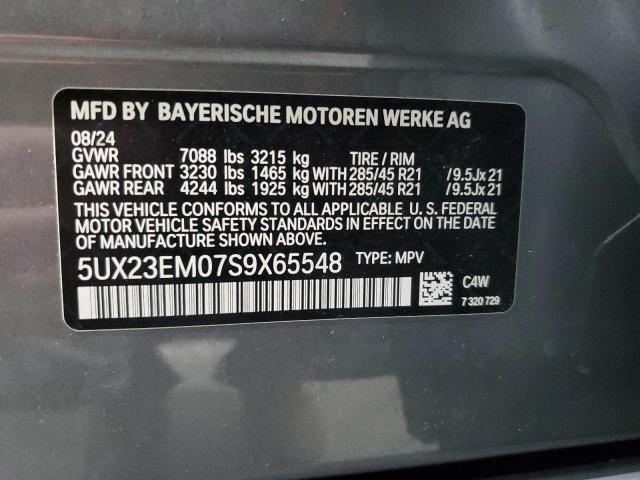 MFD BY BAYERISCHE MOTOREN WERKE AG
08/24
GVWR 7088 lbs 3215 kg TIRE / RIM
GAWR FRONT 3230 lbs 1465 kg WITH 285/45 R21 /9.5Jx21
GAWR REAR 4244 lbs 1925 kg WITH 285/45 R21 /9.5Jx21
THIS VEHICLE CONFORMS TO ALL APPLICABLE U. S. FEDERAL
MOTOR VEHICLE SAFETY STANDARDS IN EFFECT ON THE DATE
OF MANUFACTURE SHOWN ABOVE.
5UX23EM07S9X65548 TYPE: MPV
C4W
7 320 729